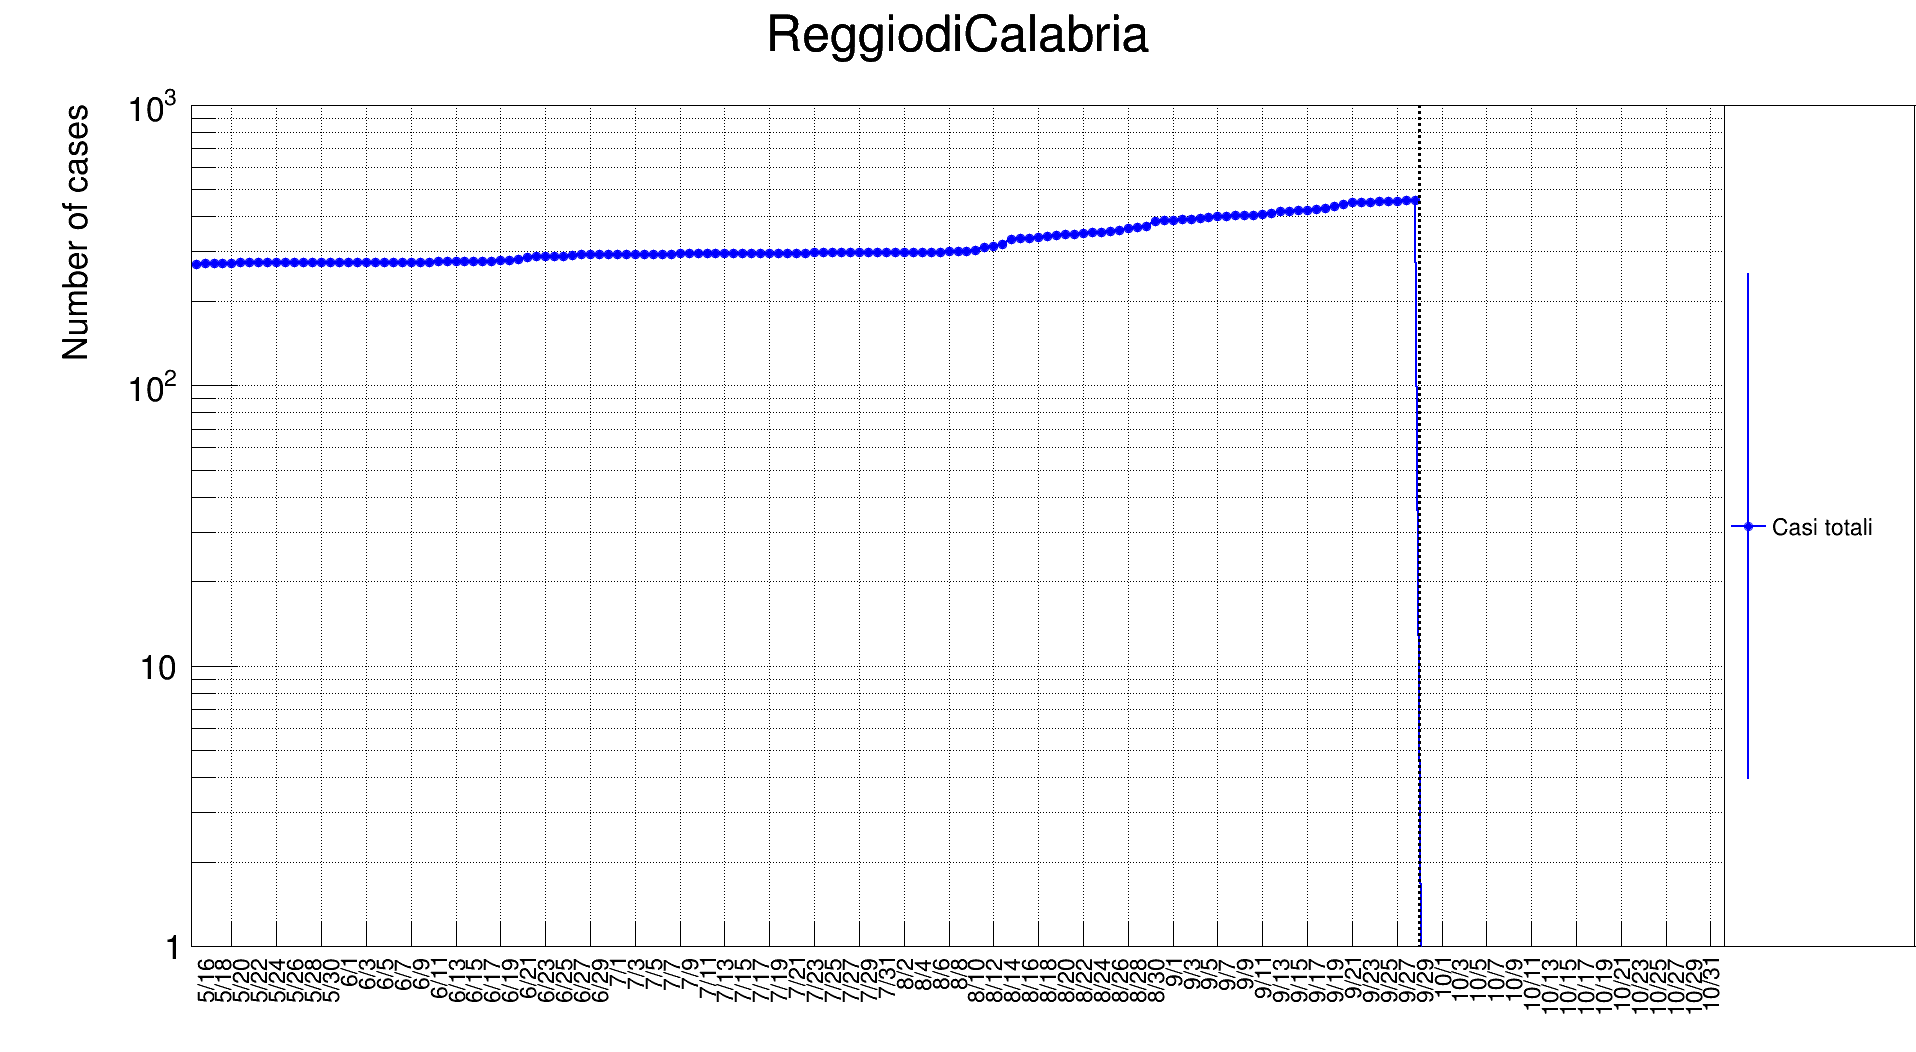 ReggiodiCalabria
Number of cases
10³
10²
10
1
5/16 5/18 5/20 5/22 5/24 5/26 5/28 5/30 6/1 6/3 6/5 6/7 6/9 6/11 6/13 6/15 6/17 6/19 6/21 6/23 6/25 6/27 6/29 7/1 7/3 7/5 7/7 7/9 7/11 7/13 7/15 7/17 7/19 7/21 7/23 7/25 7/27 7/29 7/31 8/2 8/4 8/6 8/8 8/10 8/12 8/14 8/16 8/18 8/20 8/22 8/24 8/26 8/28 8/30 9/1 9/3 9/5 9/7 9/9 9/11 9/13 9/15 9/17 9/19 9/21 9/23 9/25 9/27 9/29 10/1 10/3 10/5 10/7 10/9 10/11 10/13 10/15 10/17 10/19 10/21 10/23 10/25 10/27 10/29 10/31
Casi totali